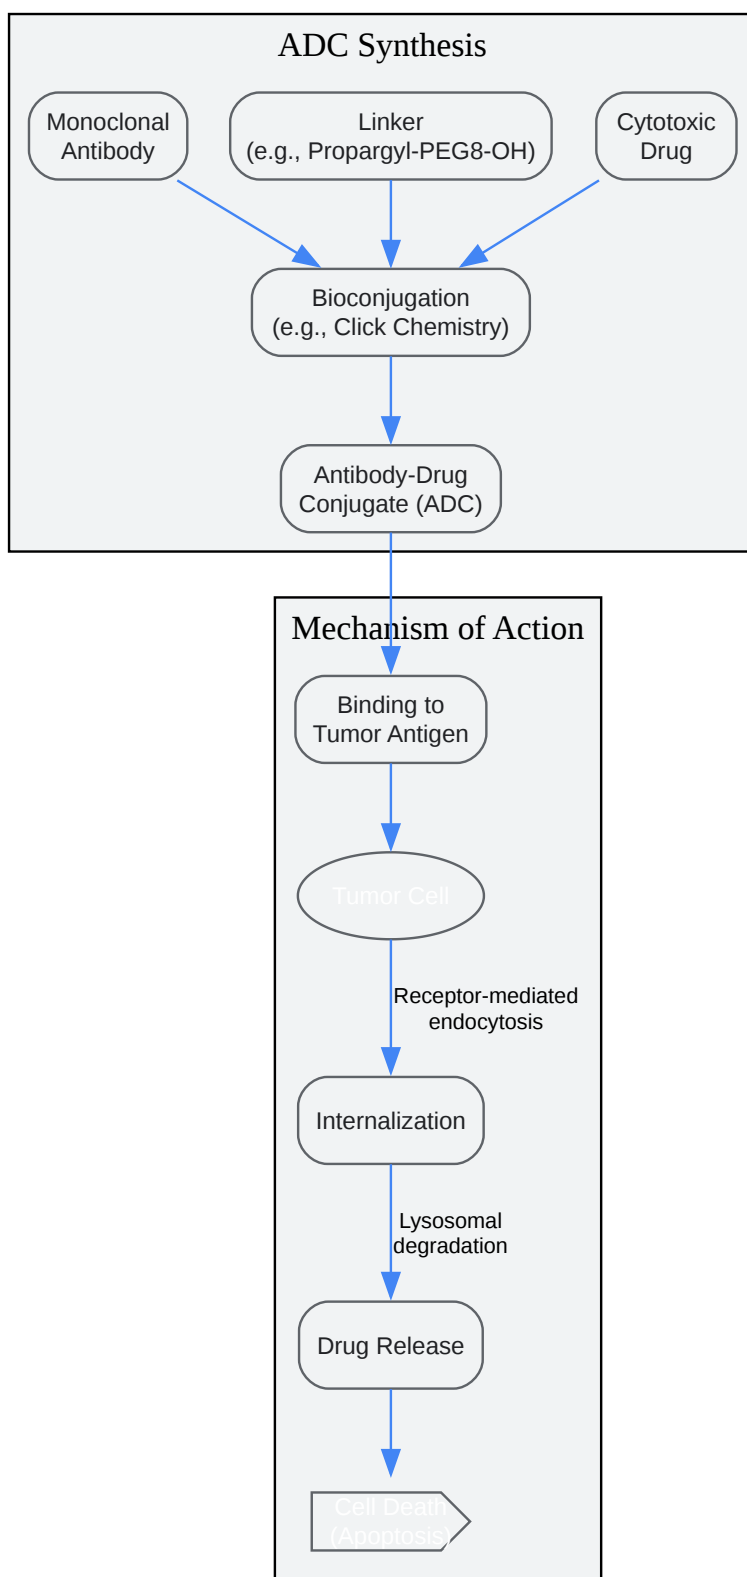 ADC Synthesis
Monoclonal
Antibody
Linker
(e.g., Propargyl-PEG8-OH)
Cytotoxic
Drug
Bioconjugation
(e.g., Click Chemistry)
Antibody-Drug
Conjugate (ADC)
Mechanism of Action
Binding to
Tumor Antigen
Tumor Cell
Receptor-mediated
endocytosis
Internalization
Lysosomal
degradation
Drug Release
Cell Death
(Apoptosis)